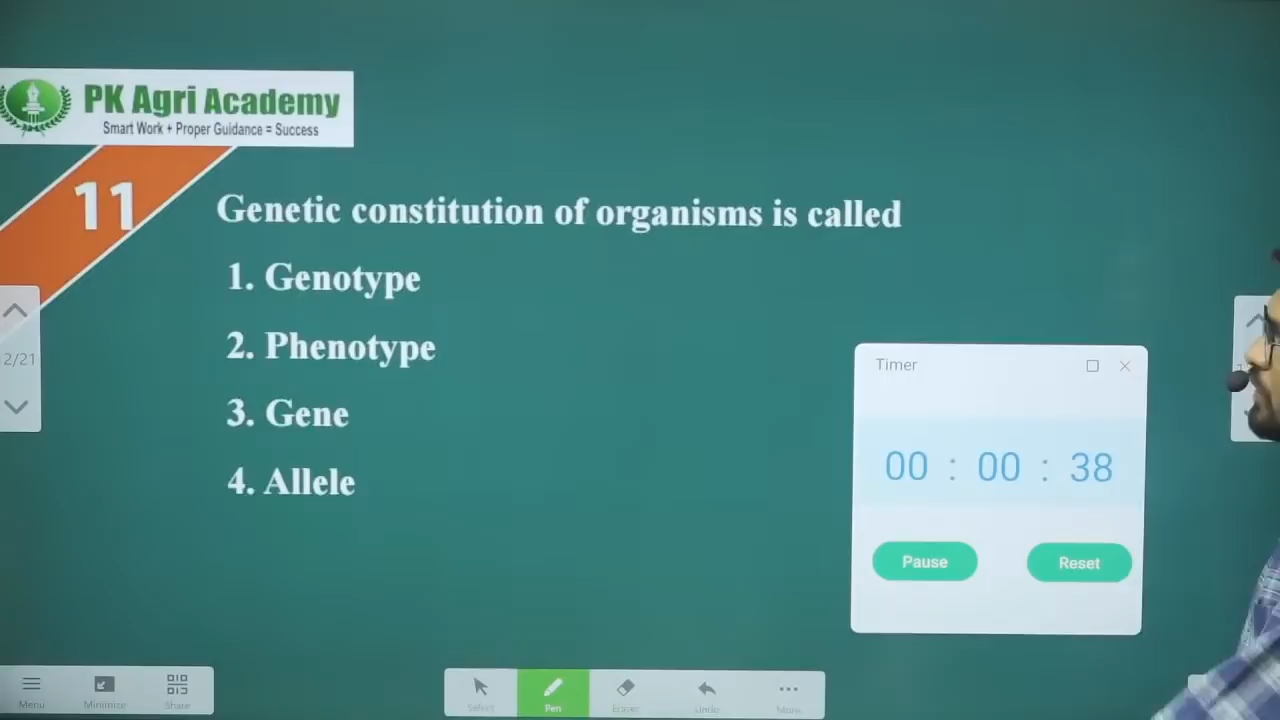 PK Agri Academy
Smart Work + Proper Guidance = Success
11
Genetic constitution of organisms is called
1. Genotype
2. Phenotype
3. Gene
4. Allele
2/21
Timer
00 : 00 : 38
Pause
Reset
Menu
Minimize
Share
Select
Pen
Eraser
Undo
More